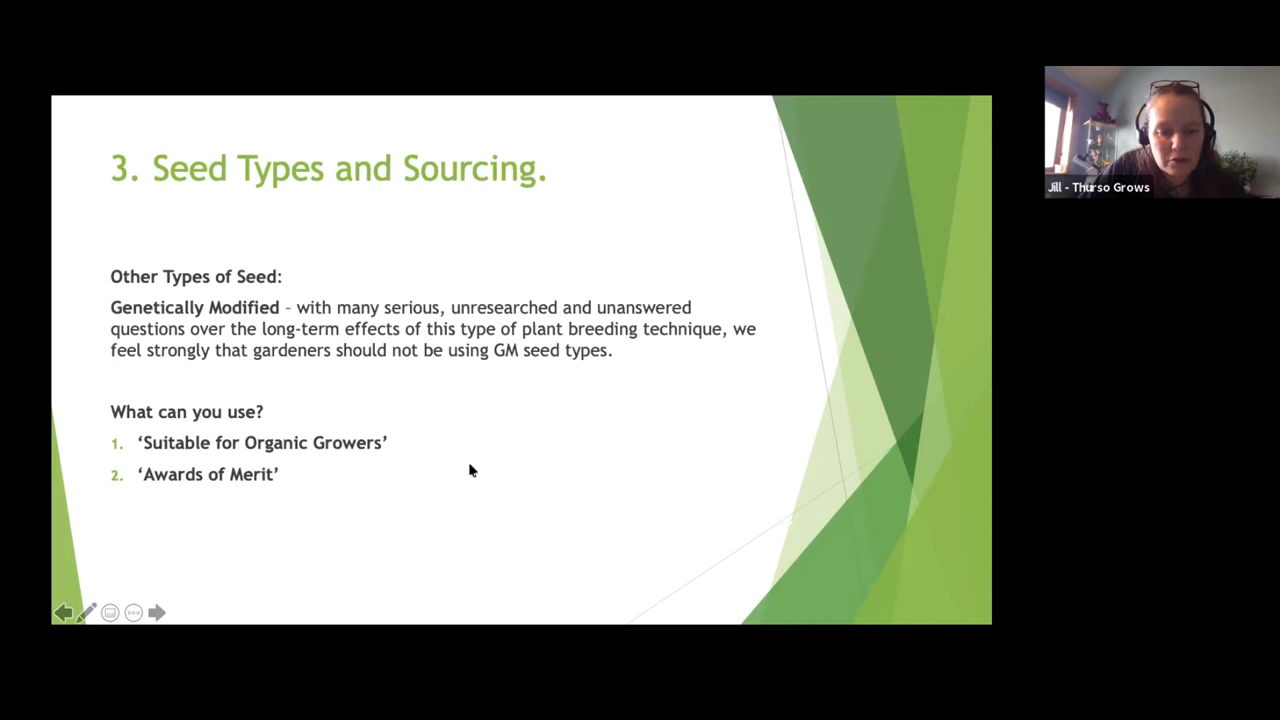 3. Seed Types and Sourcing.
Other Types of Seed:
Genetically Modified – with many serious, unresearched and unanswered
questions over the long-term effects of this type of plant breeding technique, we
feel strongly that gardeners should not be using GM seed types.
What can you use?
1. ‘Suitable for Organic Growers’
2. ‘Awards of Merit’
Jill - Thurso Grows